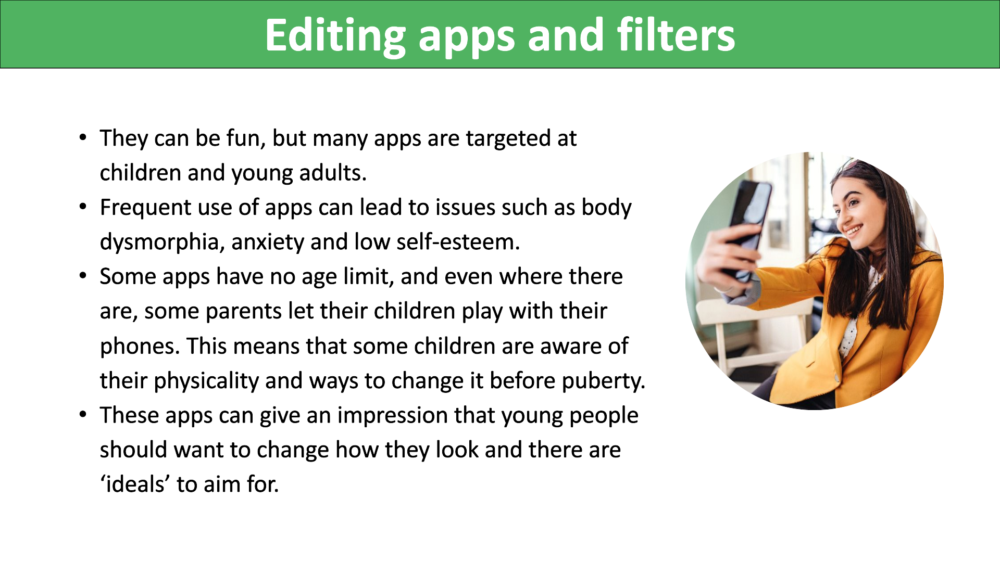 Editing apps and filters
• They can be fun, but many apps are targeted at
children and young adults.
• Frequent use of apps can lead to issues such as body
dysmorphia, anxiety and low self-esteem.
• Some apps have no age limit, and even where there
are, some parents let their children play with their
phones. This means that some children are aware of
their physicality and ways to change it before puberty.
• These apps can give an impression that young people
should want to change how they look and there are
‘ideals’ to aim for.